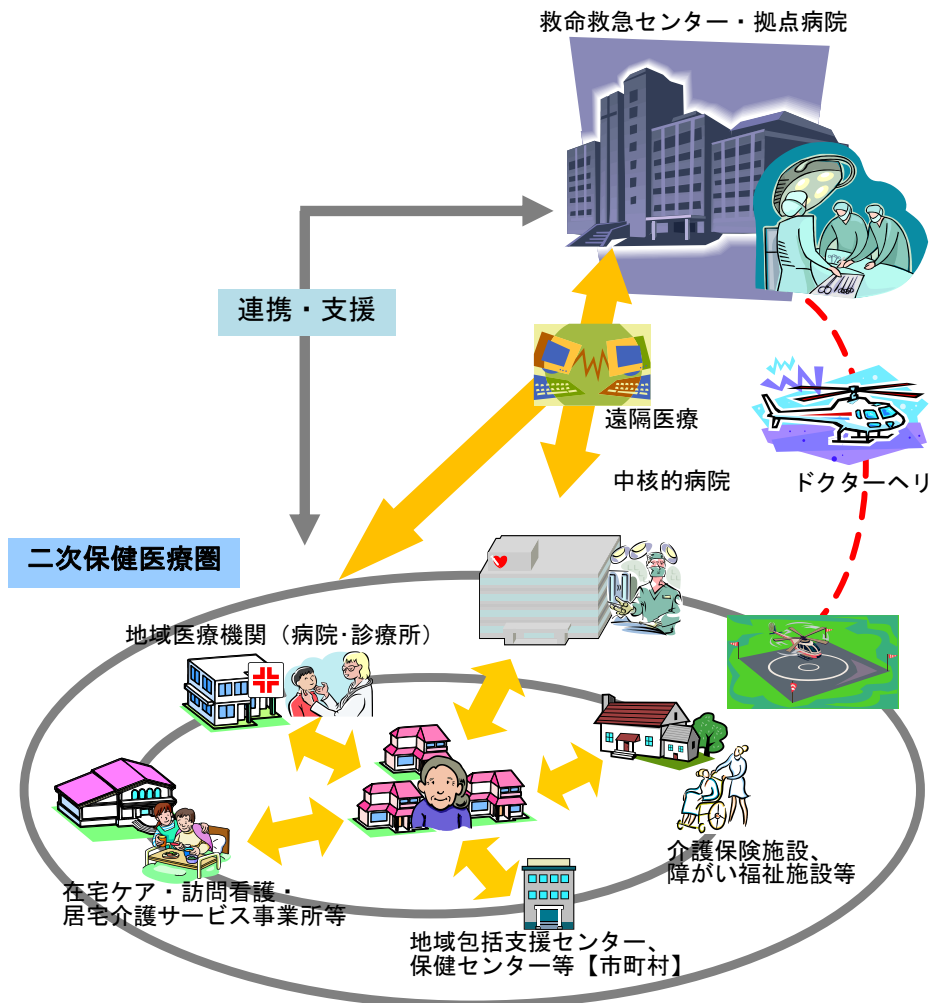 救命救急センター・拠点病院
連携・支援
遠隔医療
中核的病院
ドクターヘリ
二次保健医療圏
地域医療機関（病院･診療所）
介護保険施設、
障がい福祉施設等
在宅ケア・訪問看護・
居宅介護サービス事業所等
地域包括支援センター、
保健センター等【市町村】